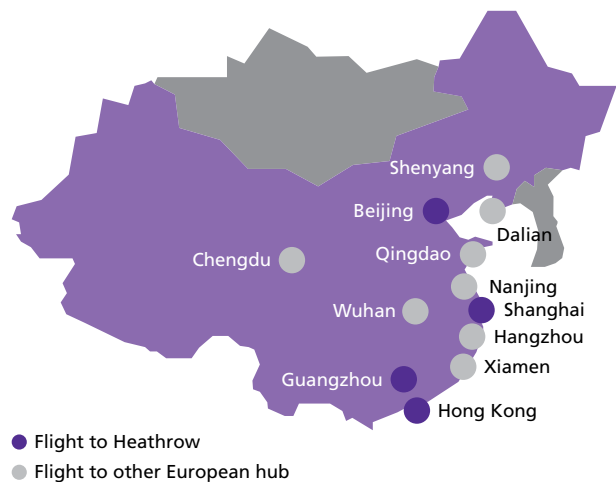 Shenyang
Beijing
Dalian
Chengdu
Qingdao
Nanjing
Wuhan
Shanghai
Hangzhou
Xiamen
Guangzhou
Hong Kong
Flight to Heathrow
Flight to other European hub